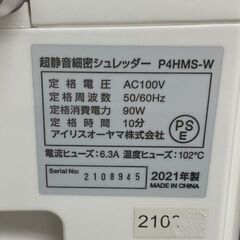 超静音細密シュレッダー P4HMS-W
定格電圧 AC100V
定格周波数 50/60Hz
定格消費電力 90W
定格時間 10分
アイリスオーヤマ株式会社
PS
E
電流ヒューズ：6.3A 温度ヒューズ：102℃
Serial No: 2108945
2021年製
MADE IN CHINA
210